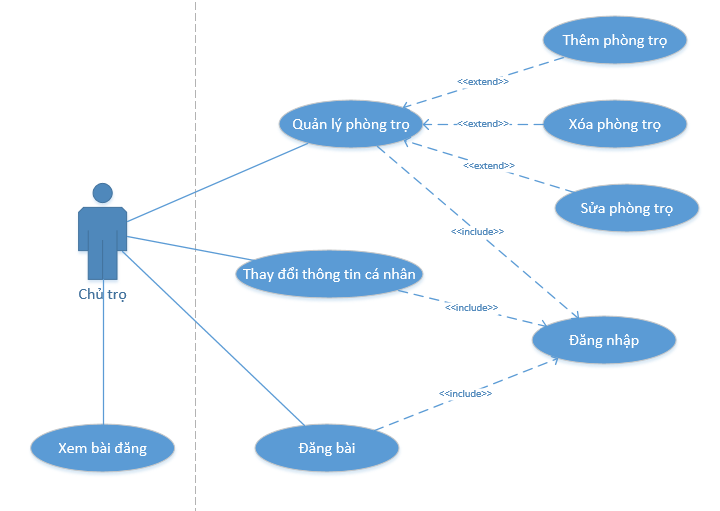 Thêm phòng trọ
<<extend>>
Quản lý phòng trọ
<<extend>>
Xóa phòng trọ
<<extend>>
Sửa phòng trọ
<<include>>
Thay đổi thông tin cá nhân
Chủ trọ
<<include>>
Đăng nhập
<<include>>
Xem bài đăng
Đăng bài